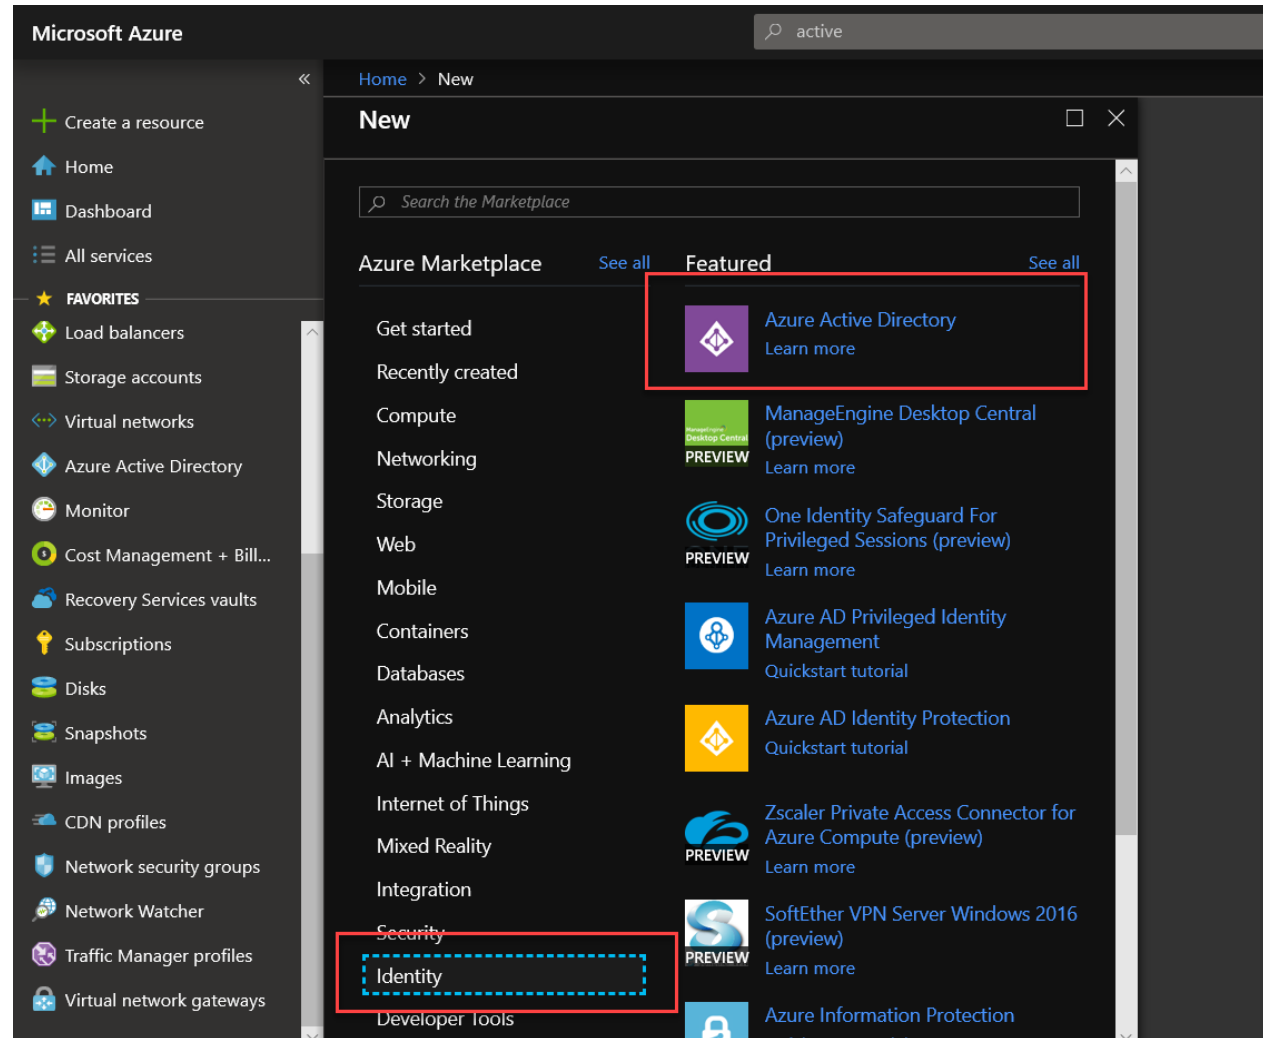 Microsoft Azure
active
«
Home > New
Create a resource
Home
Dashboard
All services
FAVORITES
Load balancers
Storage accounts
Virtual networks
Azure Active Directory
Monitor
Cost Management + Bill...
Recovery Services vaults
Subscriptions
Disks
Snapshots
Images
CDN profiles
Network security groups
Network Watcher
Traffic Manager profiles
Virtual network gateways
New
Search the Marketplace
Azure Marketplace See all
Get started
Recently created
Compute
Networking
Storage
Web
Mobile
Containers
Databases
Analytics
AI + Machine Learning
Internet of Things
Mixed Reality
Integration
Security
Identity
Developer Tools
Featured See all
Azure Active Directory
Learn more
ManageEngine
Desktop Central
PREVIEW
ManageEngine Desktop Central
(preview)
Learn more
PREVIEW
One Identity Safeguard For
Privileged Sessions (preview)
Learn more
Azure AD Privileged Identity
Management
Quickstart tutorial
Azure AD Identity Protection
Quickstart tutorial
PREVIEW
Zscaler Private Access Connector for
Azure Compute (preview)
Learn more
PREVIEW
SoftEther VPN Server Windows 2016
(preview)
Learn more
Azure Information Protection